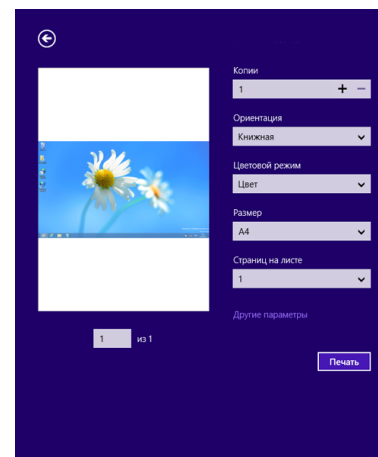 Копии
1
Ориентация
Книжная
Цветовой режим
Цвет
Размер
A4
Страниц на листе
1
Другие параметры
1 из 1
Печать